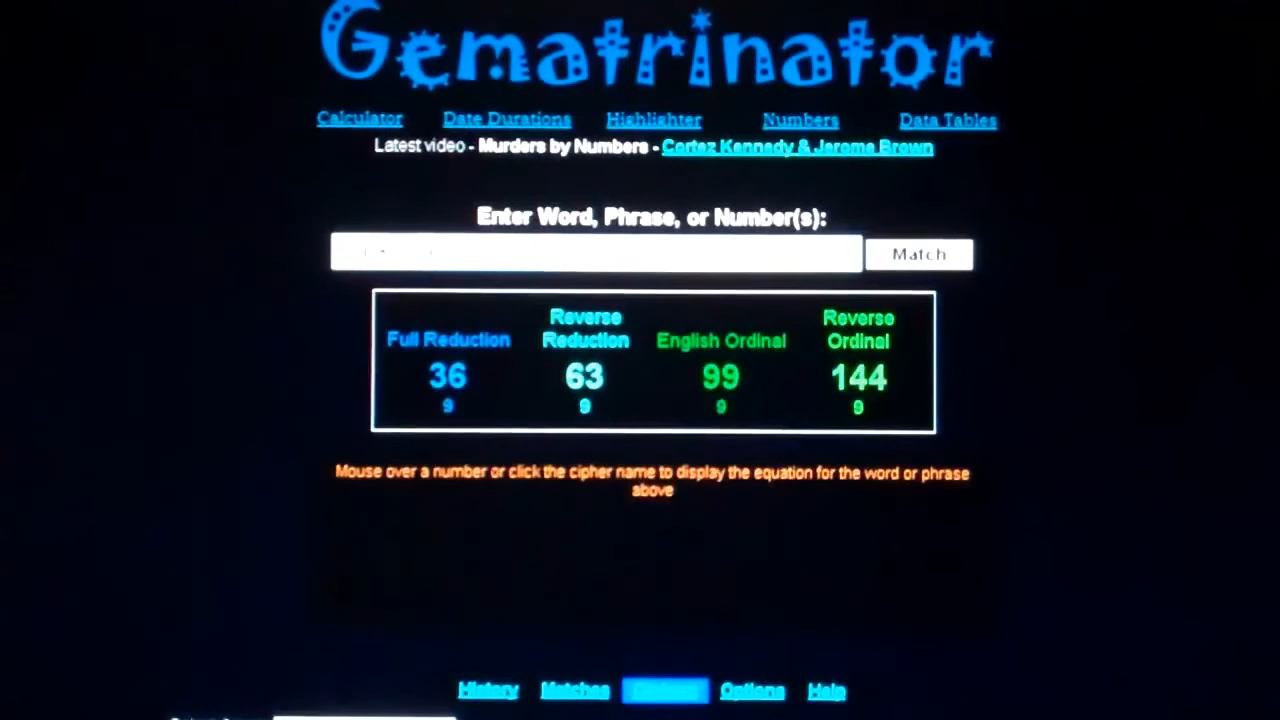 Gematrinator
Calculator Date Durations Highlighter Numbers Data Tables
Latest video - Murders by Numbers - Cortez Kennedy & Jerome Brown
Enter Word, Phrase, or Number(s):
Match
Full Reduction Reverse Reduction English Ordinal Reverse Ordinal
36 63 99 144
9 9 9 9
Mouse over a number or click the cipher name to display the equation for the word or phrase
above
History Matches Options Help